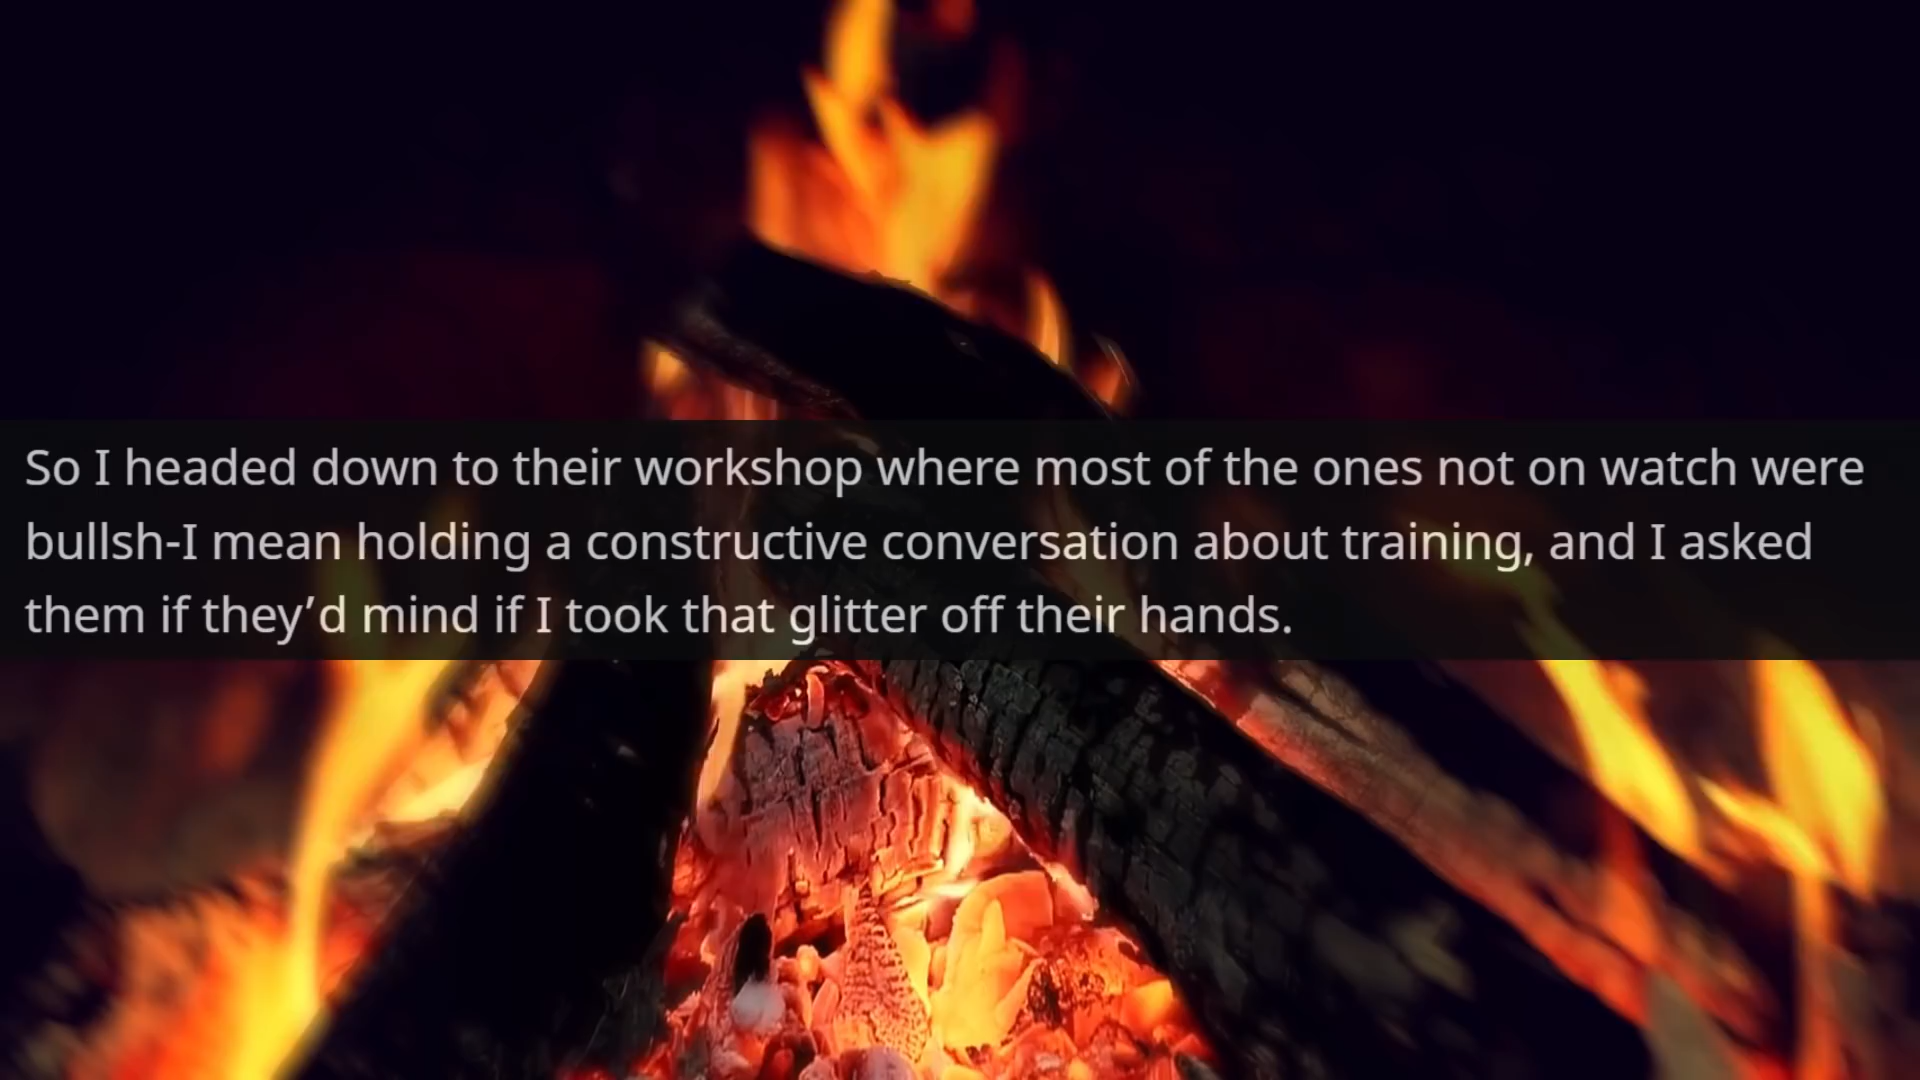 So I headed down to their workshop where most of the ones not on watch were
bullsh-I mean holding a constructive conversation about training, and I asked
them if they’d mind if I took that glitter off their hands.